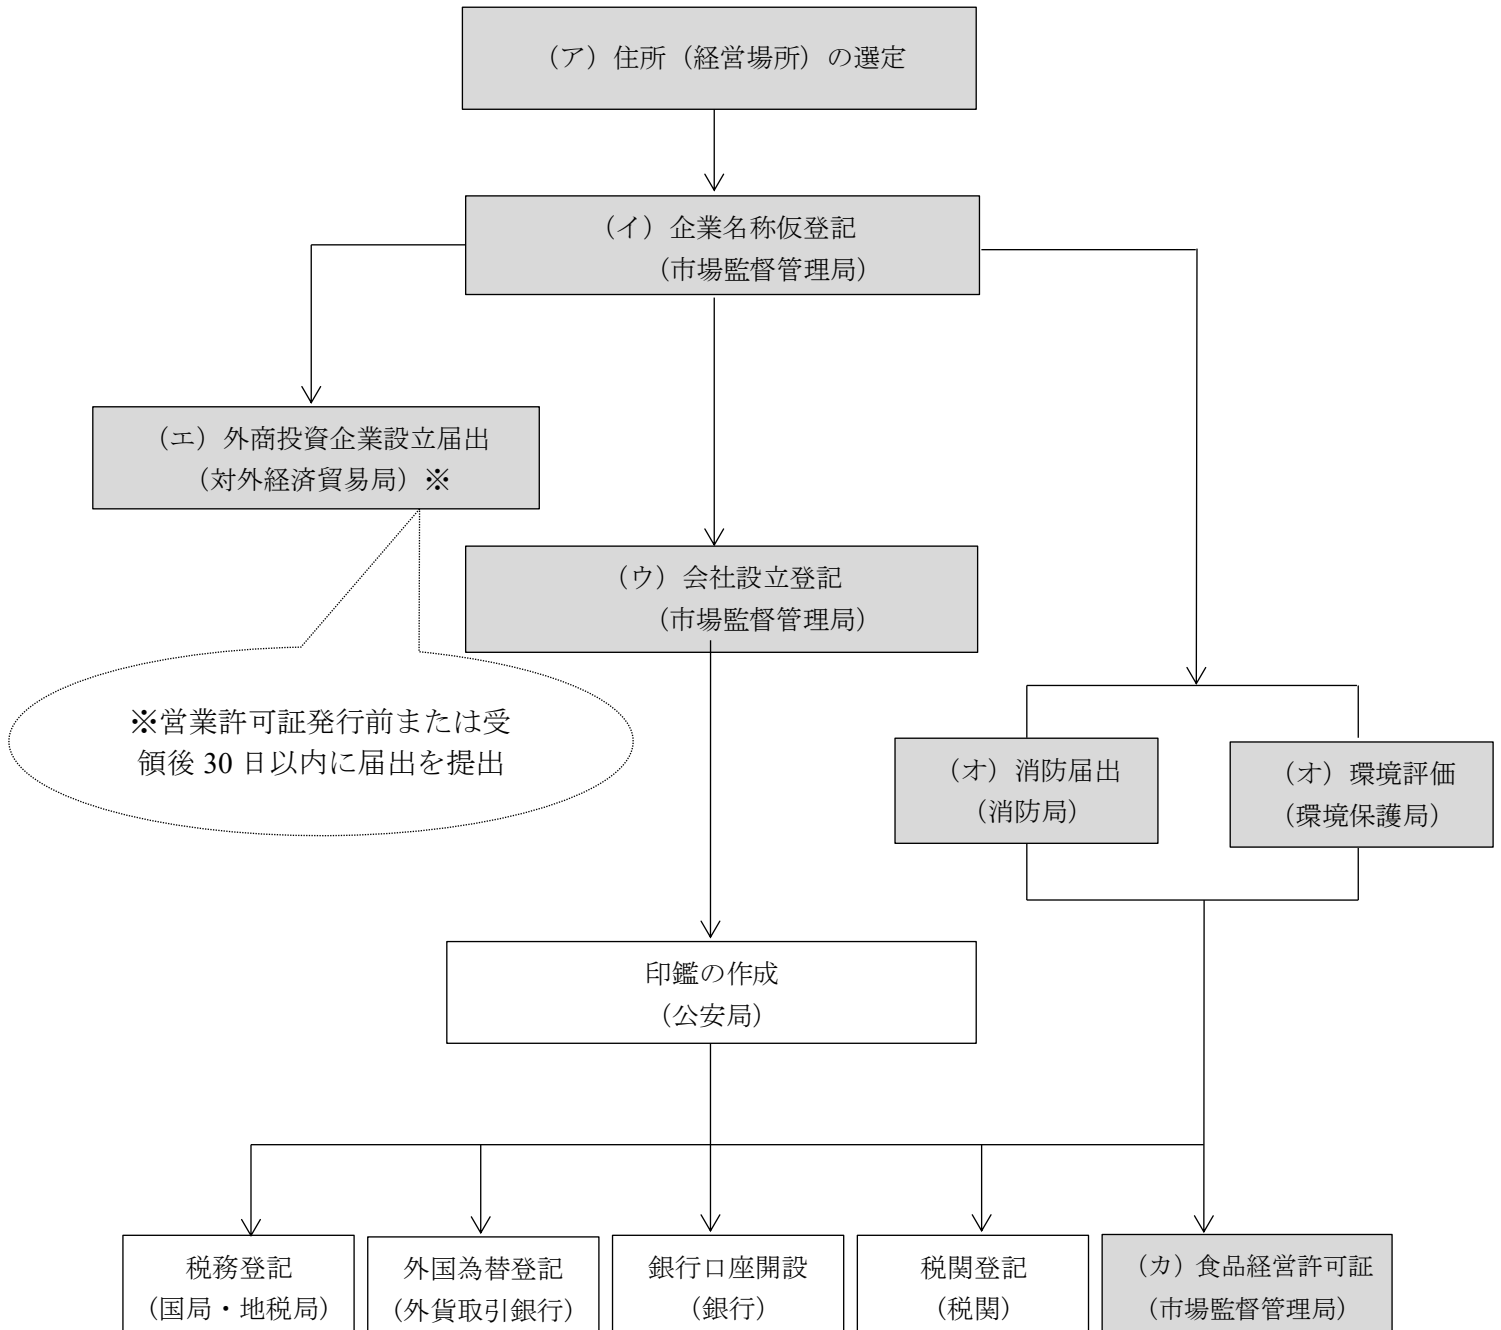 （ア）住所（経営場所）の選定
（イ）企業名称仮登記
（市場監督管理局）
（エ）外商投資企業設立届出
（対外経済貿易局）※
（ウ）会社設立登記
（市場監督管理局）
※営業許可証発行前または受
領後 30 日以内に届出を提出
（オ）消防届出
（消防局）
（オ）環境評価
（環境保護局）
印鑑の作成
（公安局）
税務登記
（国局・地税局）
外国為替登記
（外貨取引銀行）
銀行口座開設
（銀行）
税関登記
（税関）
（カ）食品経営許可証
（市場監督管理局）